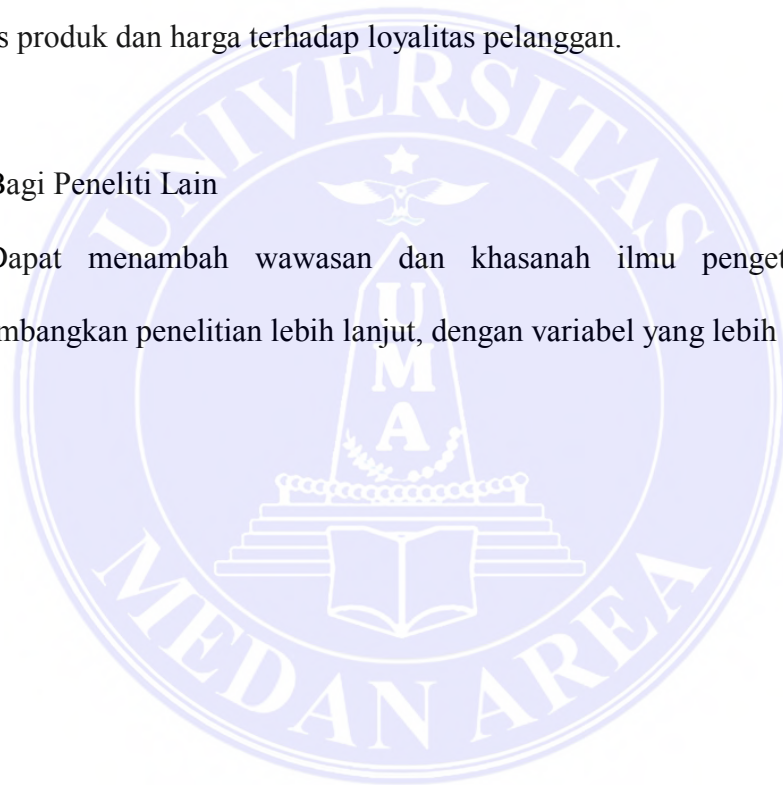 s produk dan harga terhadap loyalitas pelanggan.
Bagi Peneliti Lain
Dapat menambah wawasan dan khasanah ilmu penget
mbangkan penelitian lebih lanjut, dengan variabel yang lebih
UNIVERSITAS
UMA
MEDAN AREA